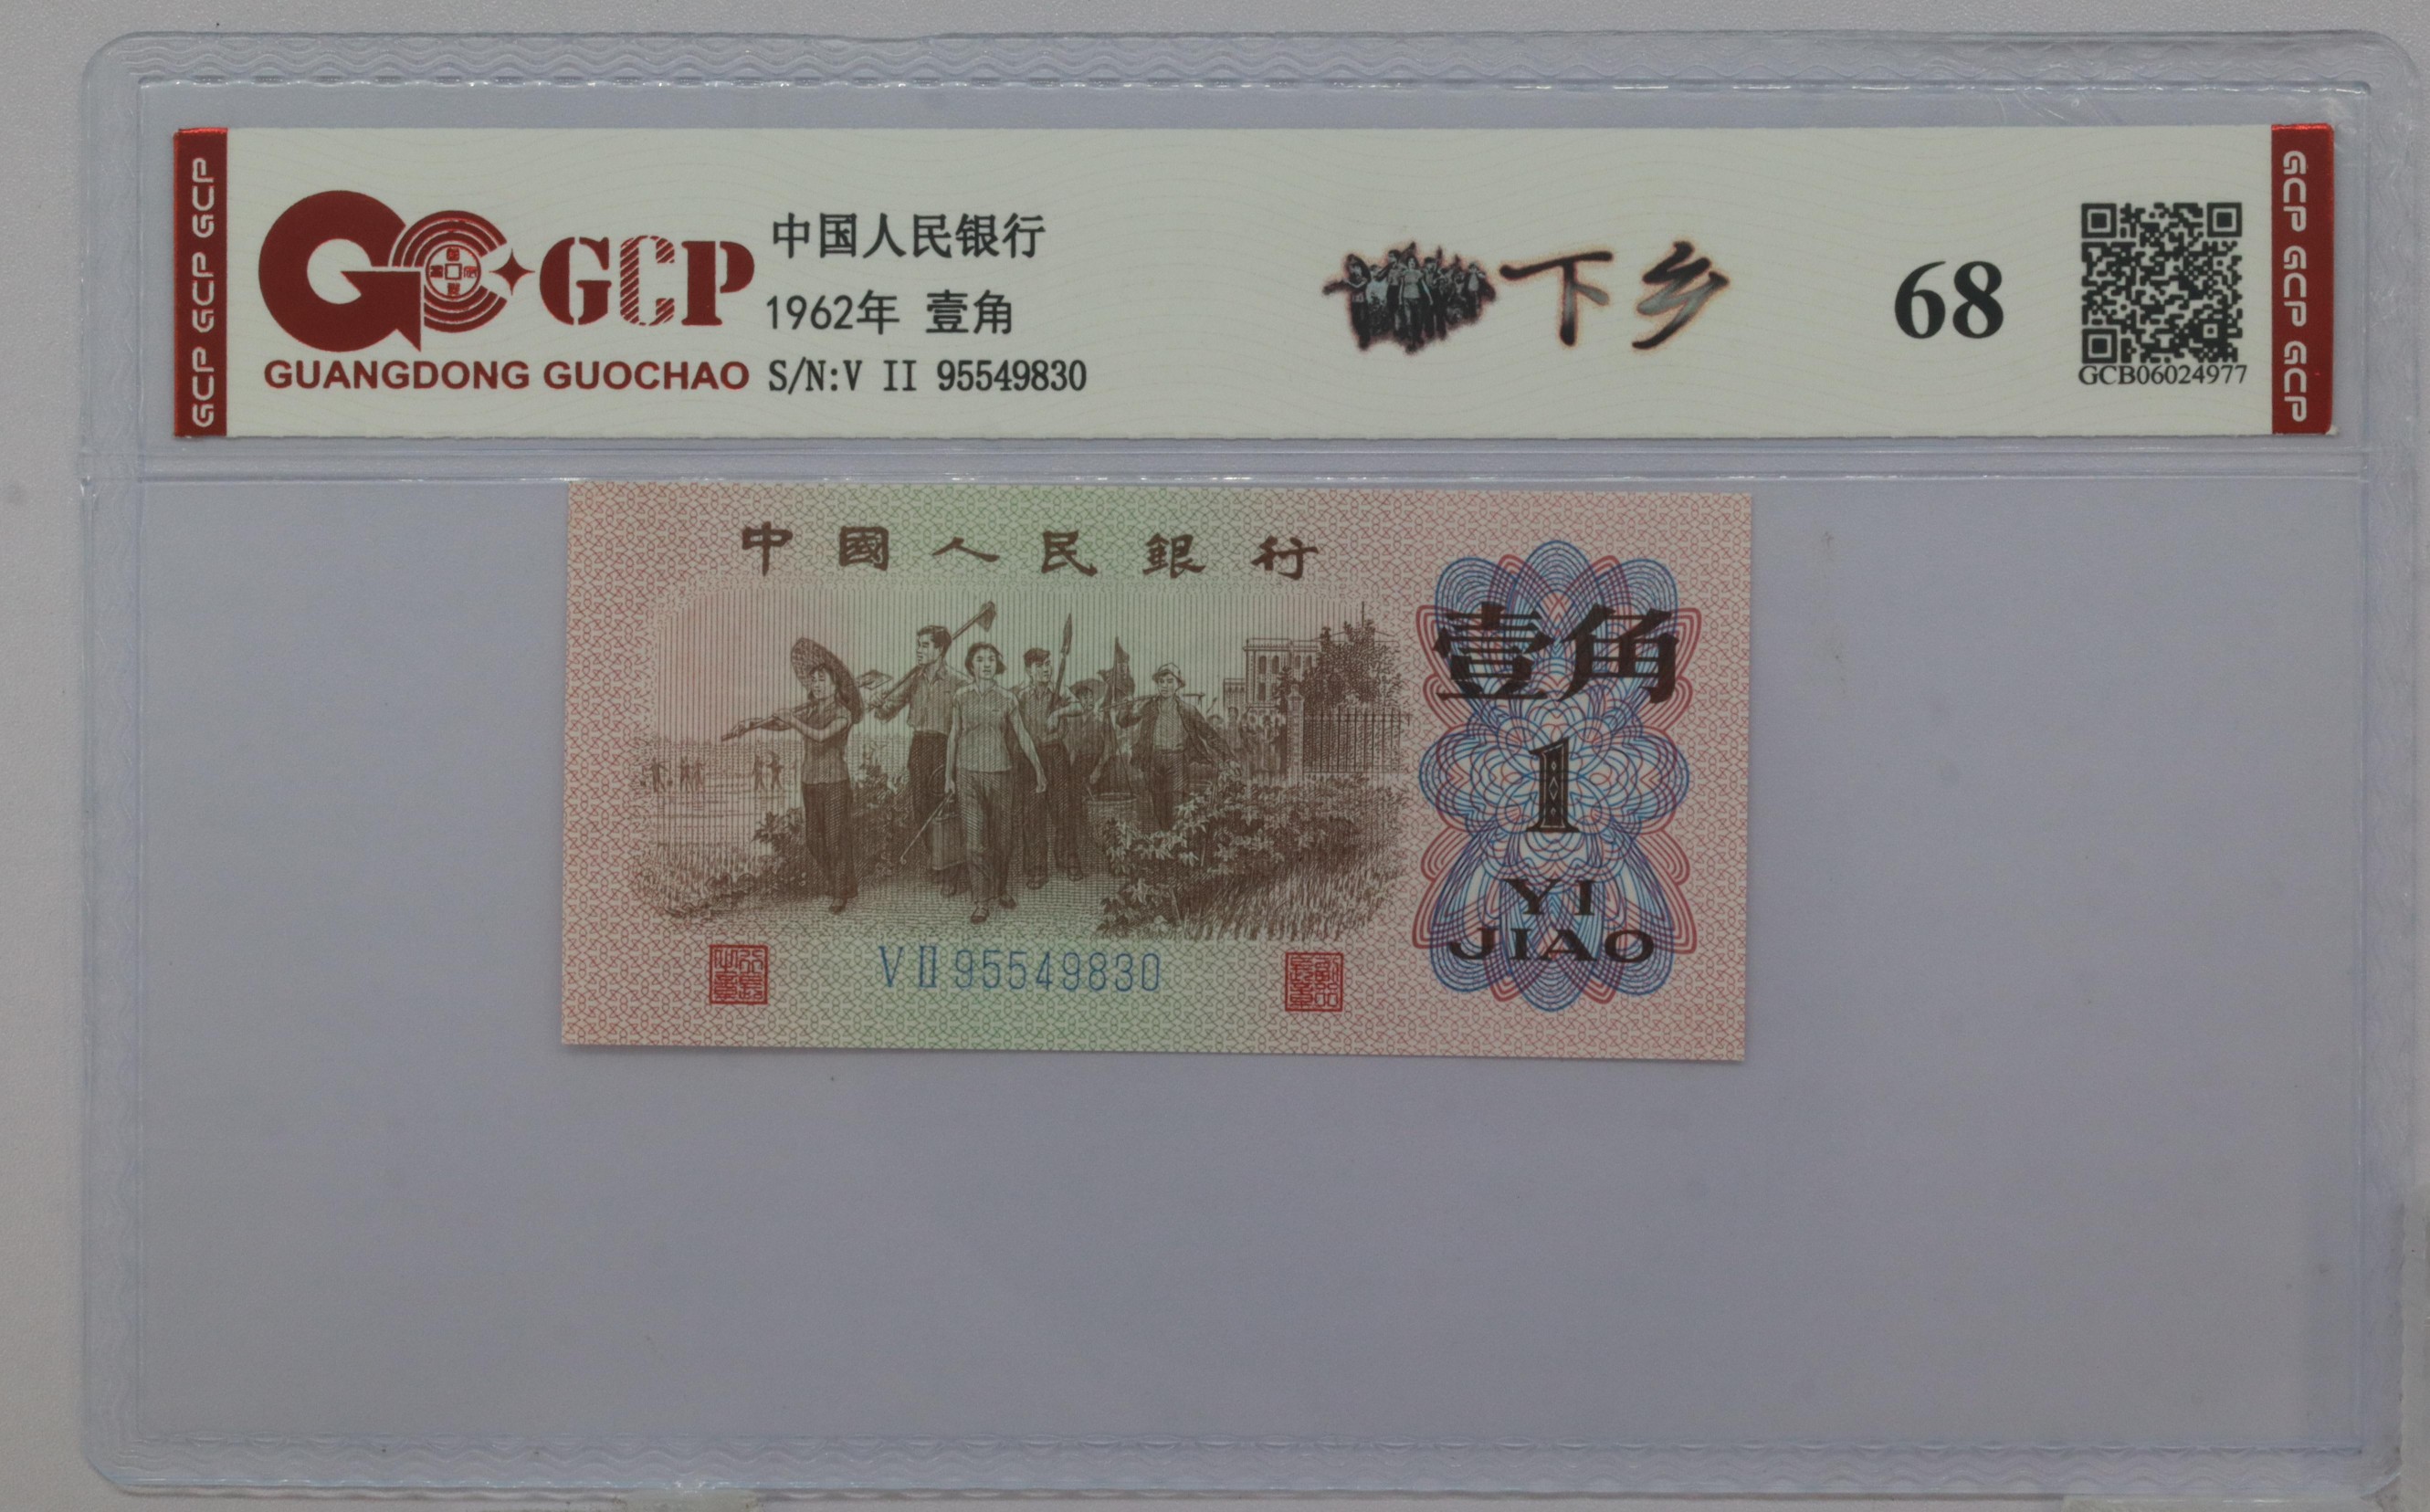 GCP GCP GCP
GCP
GUANGDONG GUOCHAO
中国人民银行
1962年 壹角
S/N:V II 95549830
下乡
68
GCB06024977
GCP GCP GCP
中國人民銀行
壹角
1
YI
JIAO
V II 95549830